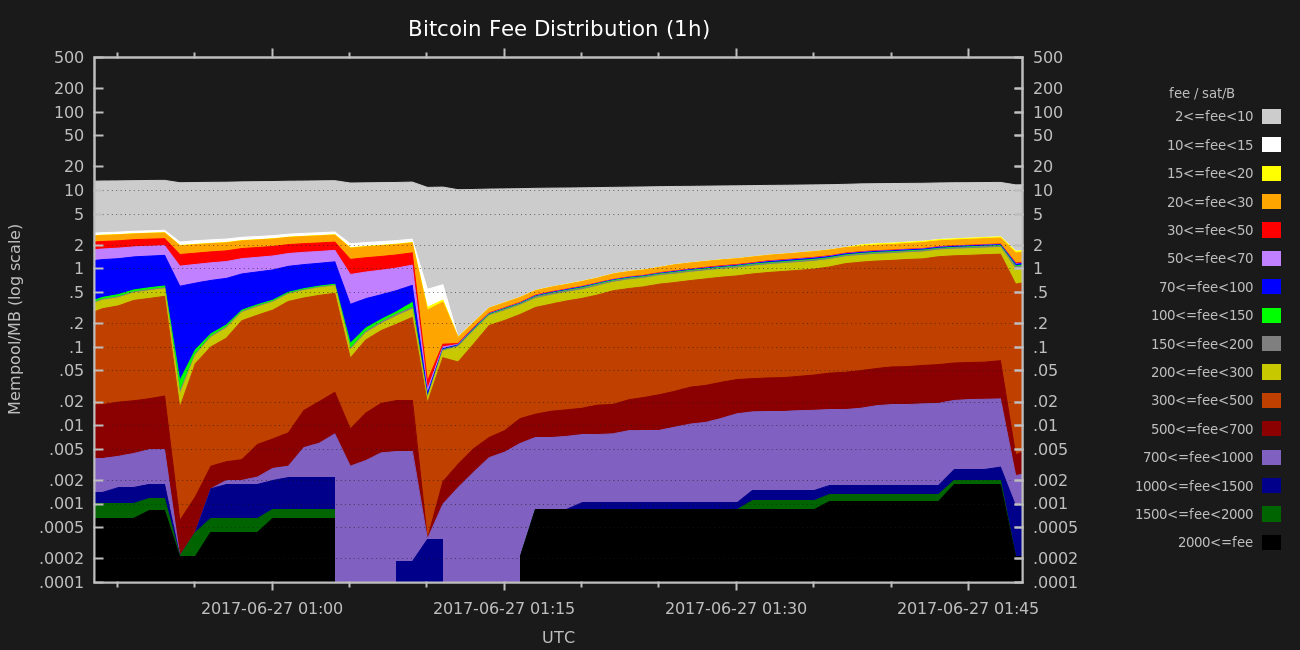 Bitcoin Fee Distribution (1h)
500 500
200 200
100 100
50 50
20 20
10 10
5 5
2 2
1 1
.5 .5
.2 .2
.1 .1
.05 .05
.02 .02
.01 .01
.005 .005
.002 .002
.001 .001
.0005 .0005
.0002 .0002
.0001 .0001
Mempool/MB (log scale)
2017-06-27 01:00 2017-06-27 01:15 2017-06-27 01:30 2017-06-27 01:45
UTC
fee / sat/B
2<=fee<10
10<=fee<15
15<=fee<20
20<=fee<30
30<=fee<50
50<=fee<70
70<=fee<100
100<=fee<150
150<=fee<200
200<=fee<300
300<=fee<500
500<=fee<700
700<=fee<1000
1000<=fee<1500
1500<=fee<2000
2000<=fee